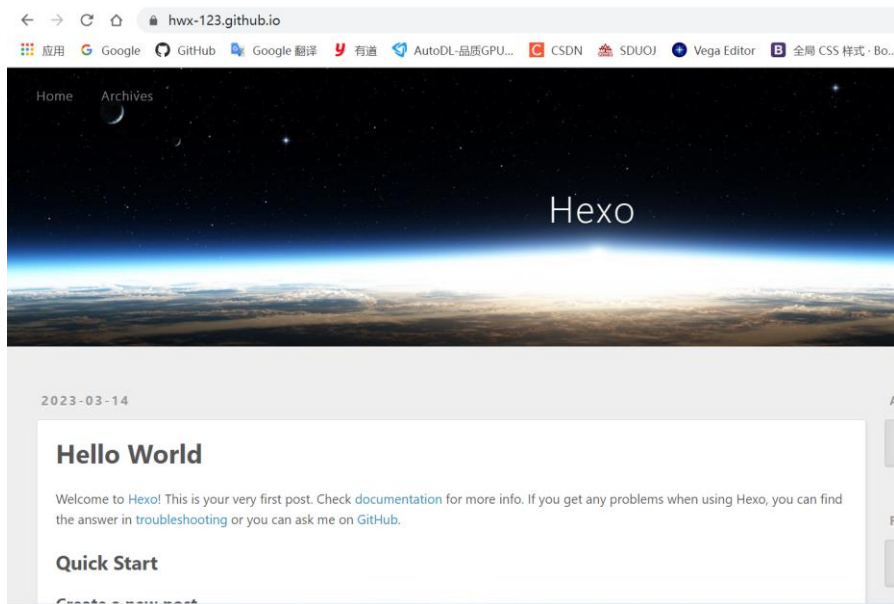 hwx-123.github.io
应用 Google GitHub Google 翻译 有道 AutoDL-品质GPU... CSDN SDUOJ Vega Editor 全局 CSS 样式 · Bo...
Home Archives
Hexo
2023-03-14
Hello World
Welcome to Hexo! This is your very first post. Check documentation for more info. If you get any problems when using Hexo, you can find
the answer in troubleshooting or you can ask me on GitHub.
Quick Start
Create a new post